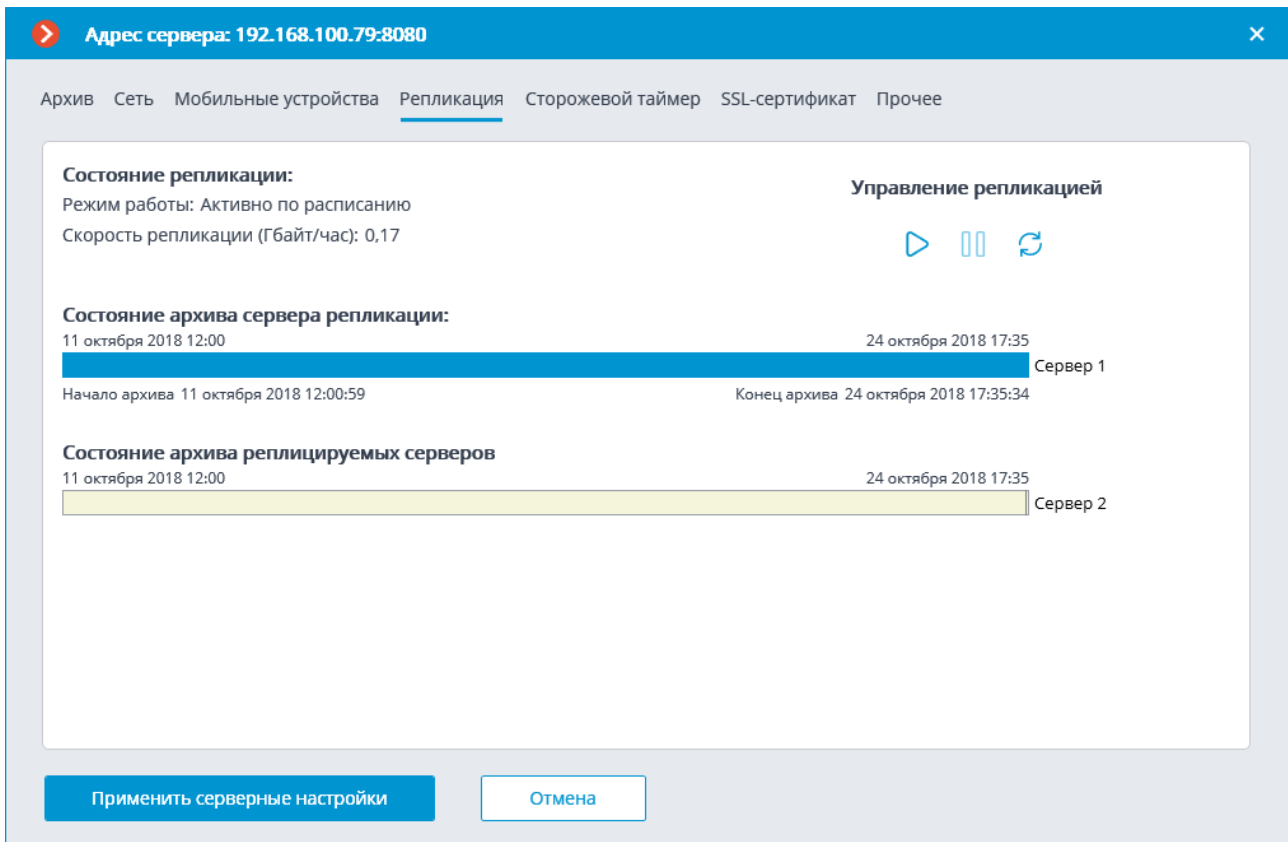 Адрес сервера: 192.168.100.79:8080
Архив Сеть Мобильные устройства Репликация Сторожевой таймер SSL-сертификат Прочее
Состояние репликации:
Управление репликацией
Режим работы: Активно по расписанию
Скорость репликации (Гбайт/час): 0,17
Состояние архива сервера репликации:
11 октября 2018 12:00 24 октября 2018 17:35
Сервер 1
Начало архива 11 октября 2018 12:00:59 Конец архива 24 октября 2018 17:35:34
Состояние архива реплицируемых серверов
11 октября 2018 12:00 24 октября 2018 17:35
Сервер 2
Применить серверные настройки Отмена